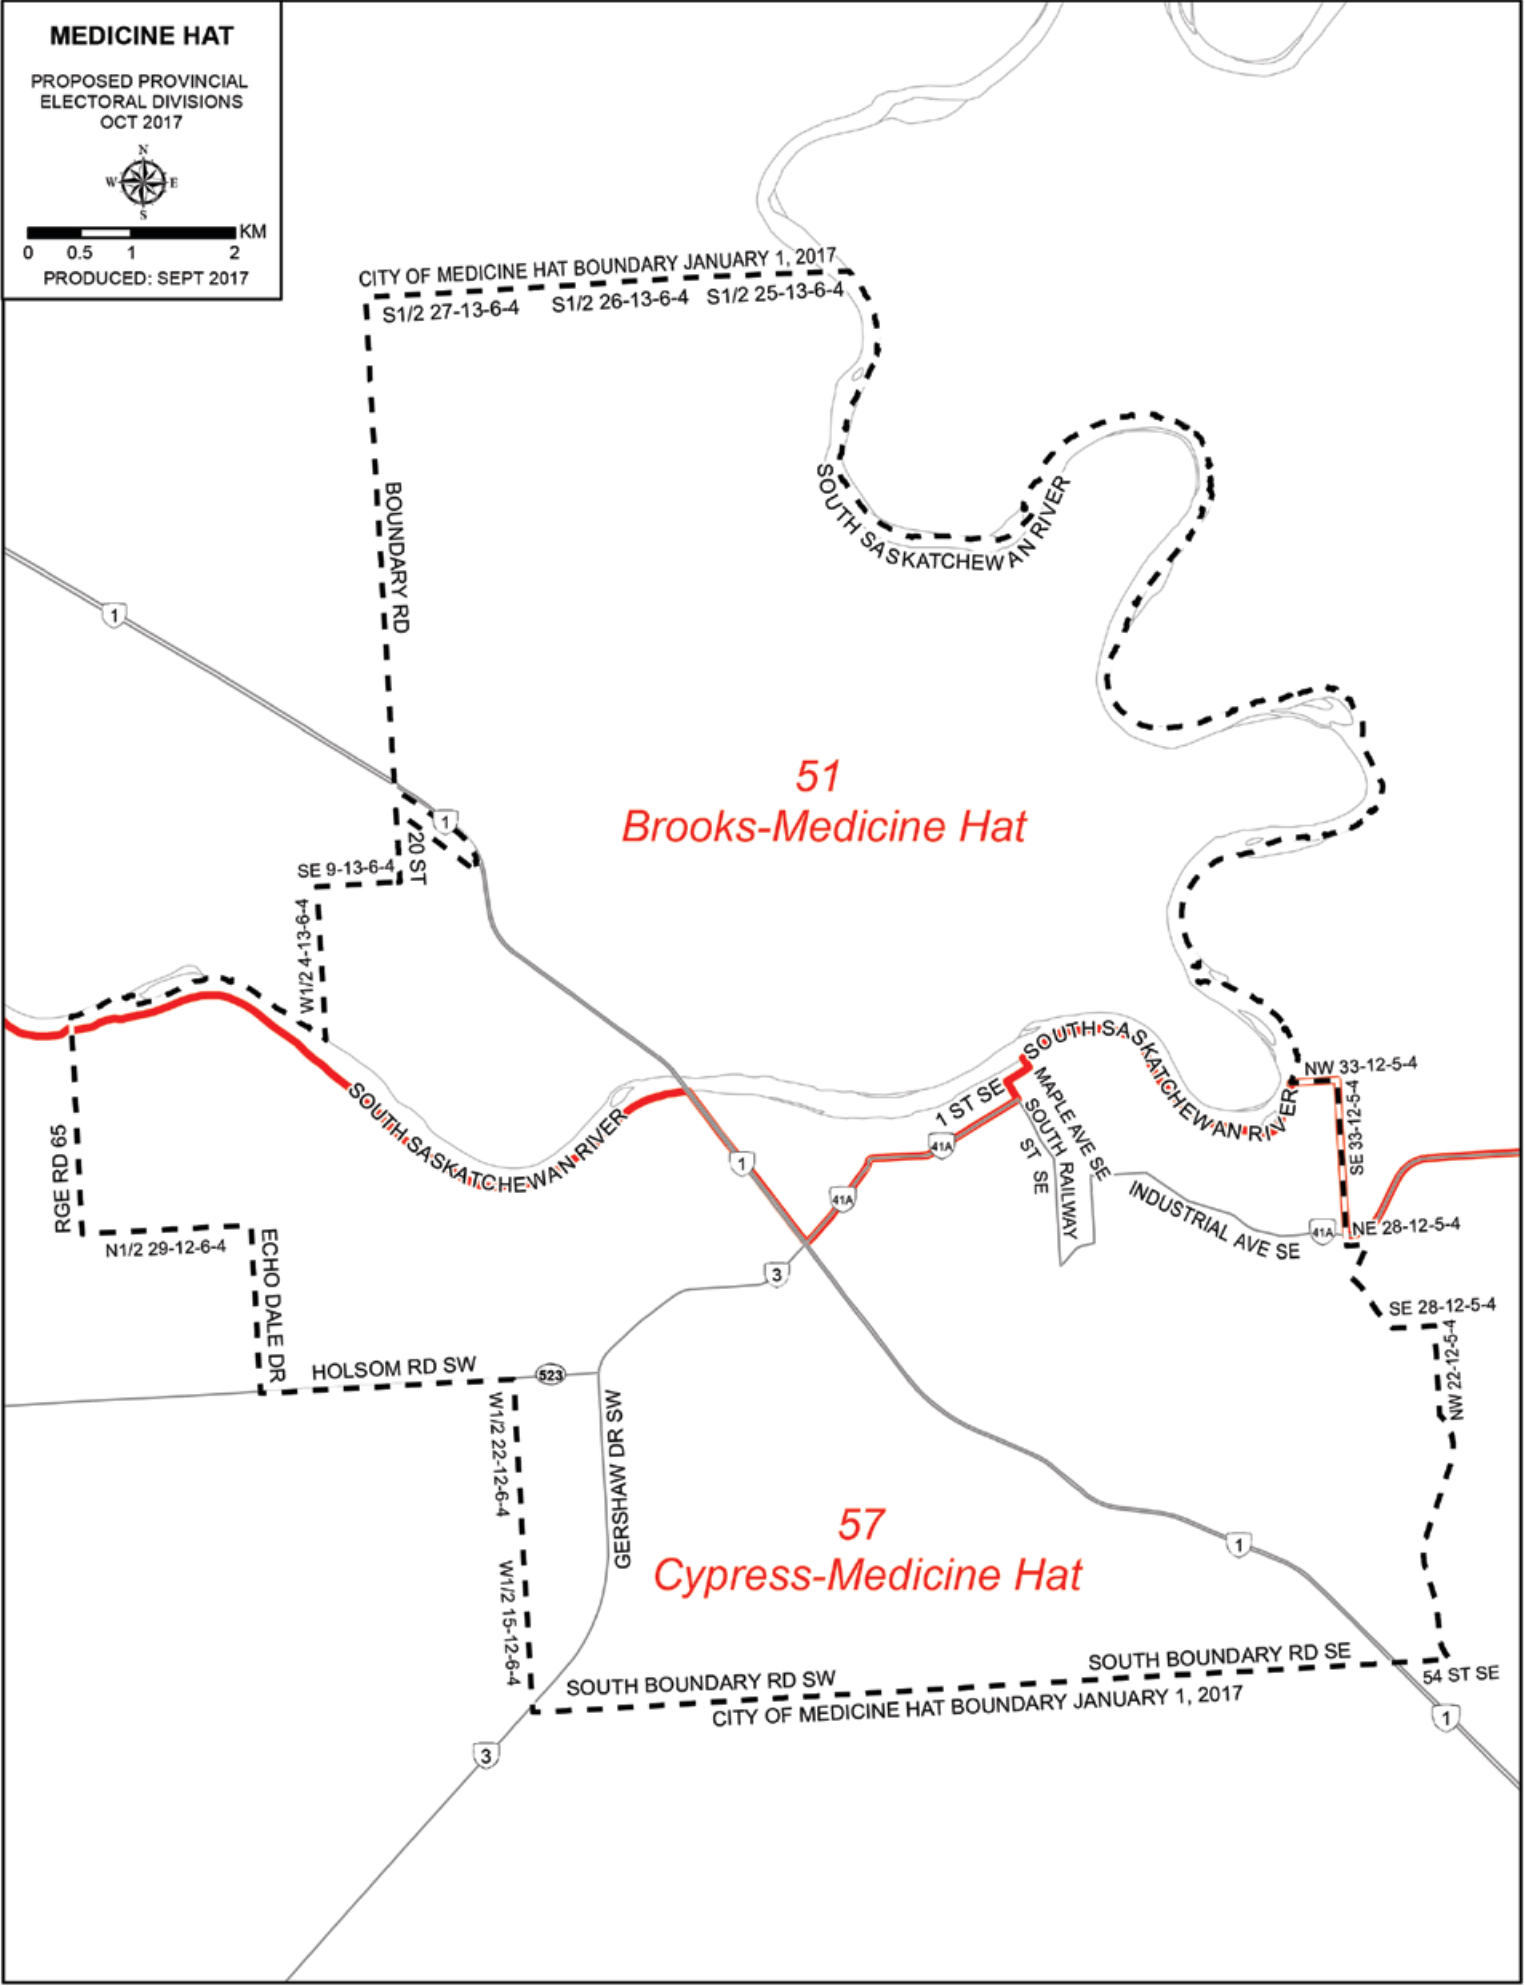 MEDICINE HAT
PROPOSED PROVINCIAL
ELECTORAL DIVISIONS
OCT 2017
N
W E
S
KM
0 0.5 1 2
PRODUCED: SEPT 2017
CITY OF MEDICINE HAT BOUNDARY JANUARY 1, 2017
S1/2 27-13-6-4 S1/2 26-13-6-4 S1/2 25-13-6-4
BOUNDARY RD
SOUTH SASKATCHEWAN RIVER
1
51
Brooks-Medicine Hat
1
20 ST
SE 9-13-6-4
W1/2 4-13-6-4
SOUTH SASKATCHEWAN RIVER
SOUTH SASKATCHEWAN RIVER
NW 33-12-5-4
SE 33-12-5-4
1 ST SE
MAPLE AVE SE
SOUTH RAILWAY
ST SE
41A
1
41A
RGE RD 65
N1/2 29-12-6-4
ECHO DALE DR
INDUSTRIAL AVE SE
41A
NE 28-12-5-4
3
SE 28-12-5-4
NW 22-12-5-4
HOLSOM RD SW
523
W1/2 22-12-6-4
GERSHAW DR SW
57
Cypress-Medicine Hat
1
W1/2 15-12-6-4
SOUTH BOUNDARY RD SW
SOUTH BOUNDARY RD SE
54 ST SE
CITY OF MEDICINE HAT BOUNDARY JANUARY 1, 2017
1
3